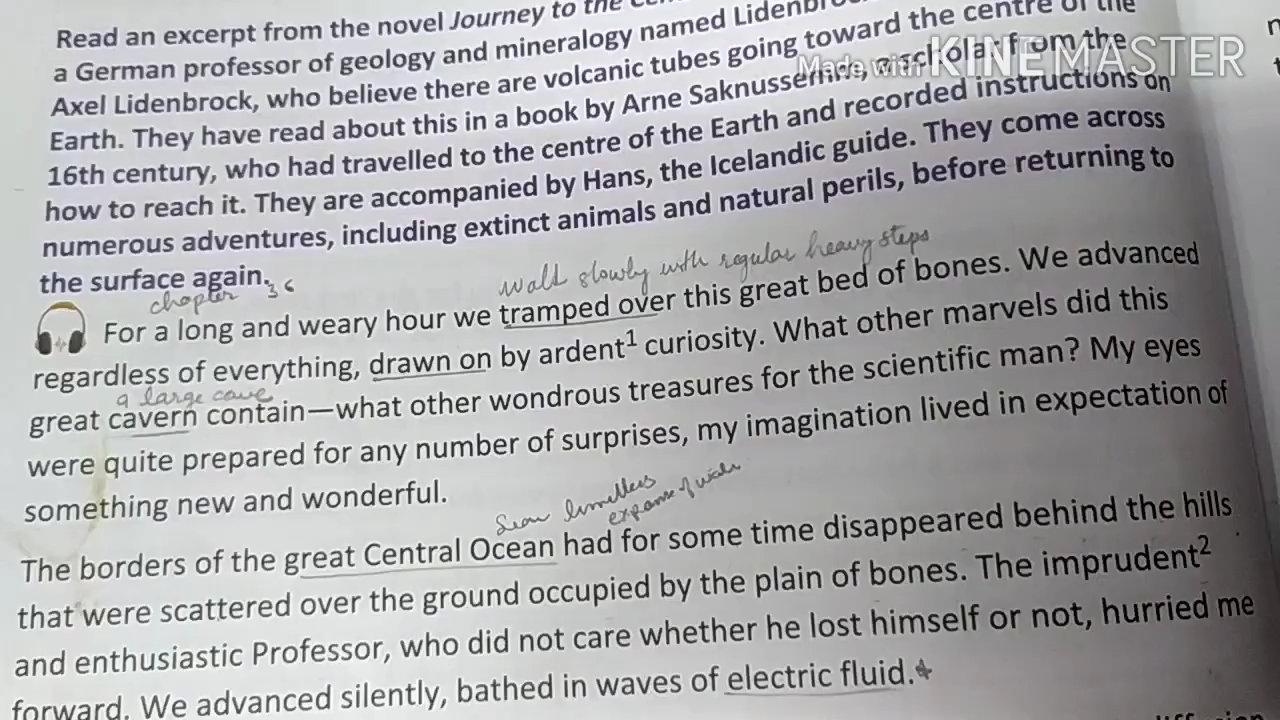 Read an excerpt from the novel Journey to the
a German professor of geology and mineralogy named
Axel Lidenbrock, who believe there are volcanic tubes going toward the centre of the
Earth. They have read about this in a book by Arne Saknussemm, a scholar from the
Made with KINEMASTER
16th century, who had travelled to the centre of the Earth and recorded instructions on
how to reach it. They are accompanied by Hans, the Icelandic guide. They come across
numerous adventures, including extinct animals and natural perils, before returning to
the surface again.
chapter 36
walk slowly with regular heavy steps
For a long and weary hour we tramped over this great bed of bones. We advanced
regardless of everything, drawn on by ardent1 curiosity. What other marvels did this
a large cave
great cavern contain—what other wondrous treasures for the scientific man? My eyes
were quite prepared for any number of surprises, my imagination lived in expectation of
something new and wonderful.
expanse of
The borders of the great Central Ocean had for some time disappeared behind the hills
that were scattered over the ground occupied by the plain of bones. The imprudent2
and enthusiastic Professor, who did not care whether he lost himself or not, hurried me
forward. We advanced silently, bathed in waves of electric fluid.